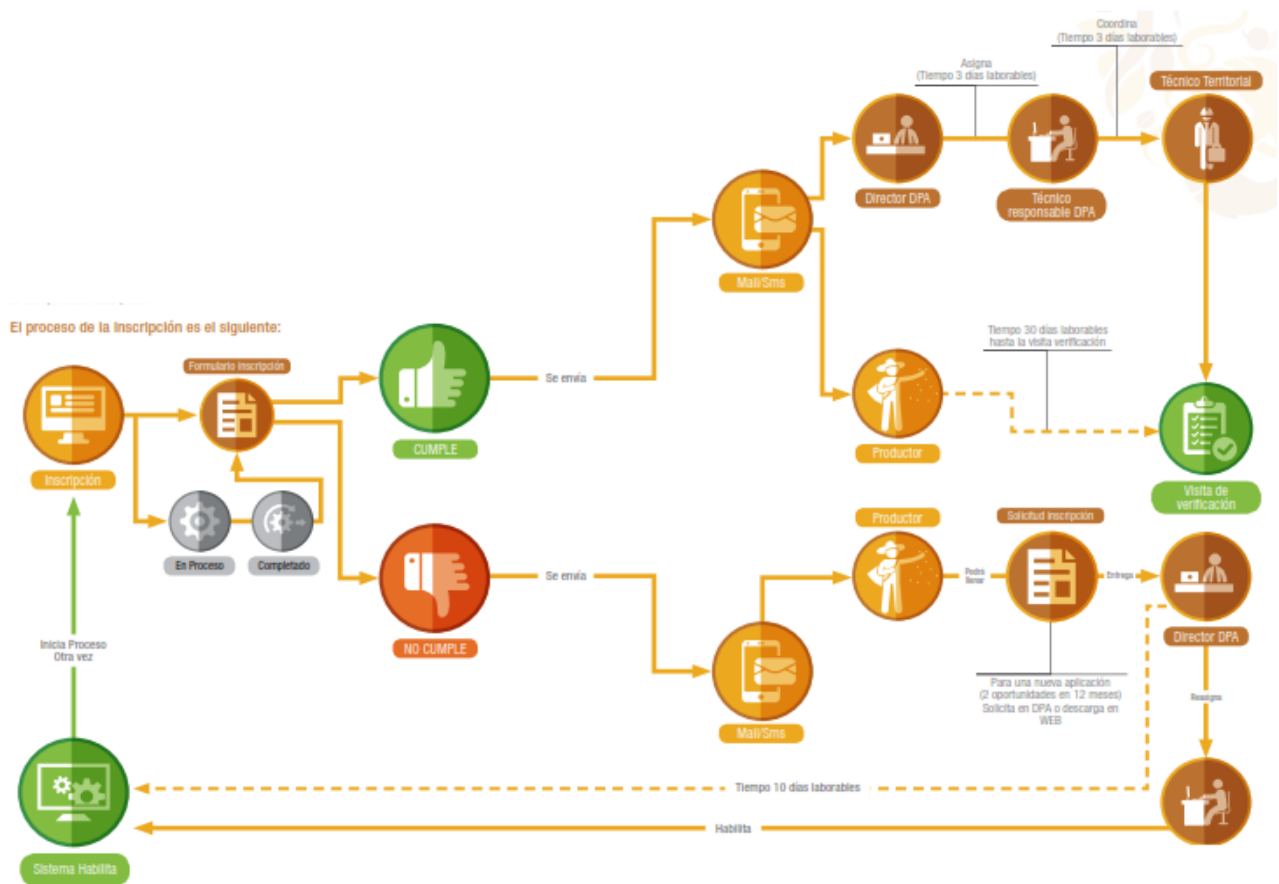 Coordina
(Tiempo 3 días laborables)
Asigna
(Tiempo 3 días laborables)
Técnico Territorial
Director DPA
Técnico
responsable DPA
Mail/Sms
El proceso de la inscripción es el siguiente:
Tiempo 30 días laborables
hasta la visita verificación
Formulario Inscripción
Se envía
Inscripción
CUMPLE
Productor
Visita de
verificación
En Proceso
Completado
Productor
Solicitud Inscripción
Se envía
Podrá
llenar
Entrega
Inicia Proceso
Otra vez
NO CUMPLE
Director DPA
Para una nueva aplicación
(2 oportunidades en 12 meses)
Solicita en DPA o descarga en
WEB
Reasigna
Mail/Sms
Tiempo 10 días laborables
Habilita
Sistema Habilita